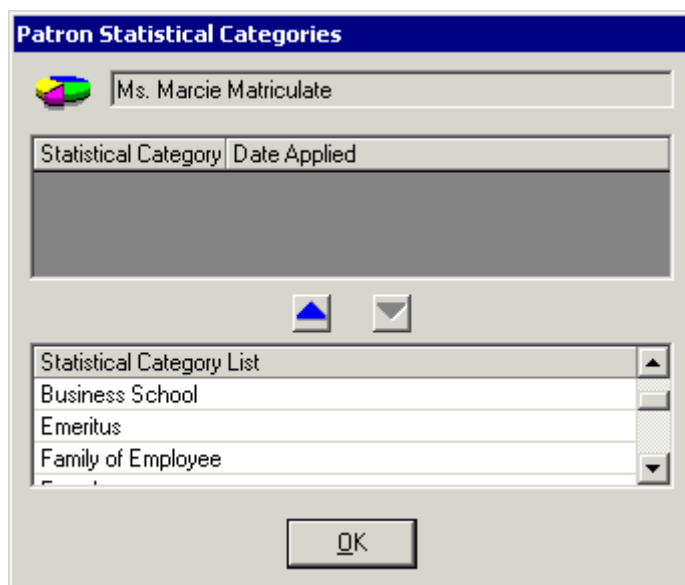 Patron Statistical Categories
Ms. Marcie Matriculate
Statistical Category Date Applied
Statistical Category List
Business School
Emeritus
Family of Employee
OK